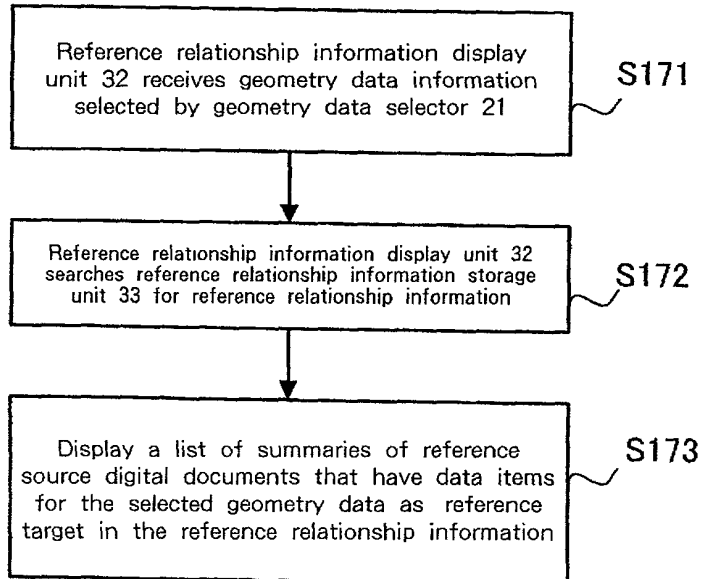 Reference relationship information display
unit 32 receives geometry data information
selected by geometry data selector 21
S171
Reference relationship information display unit 32
searches reference relationship information storage
unit 33 for reference relationship information
S172
Display a list of summaries of reference
source digital documents that have data items
for the selected geometry data as reference
target in the reference relationship information
S173